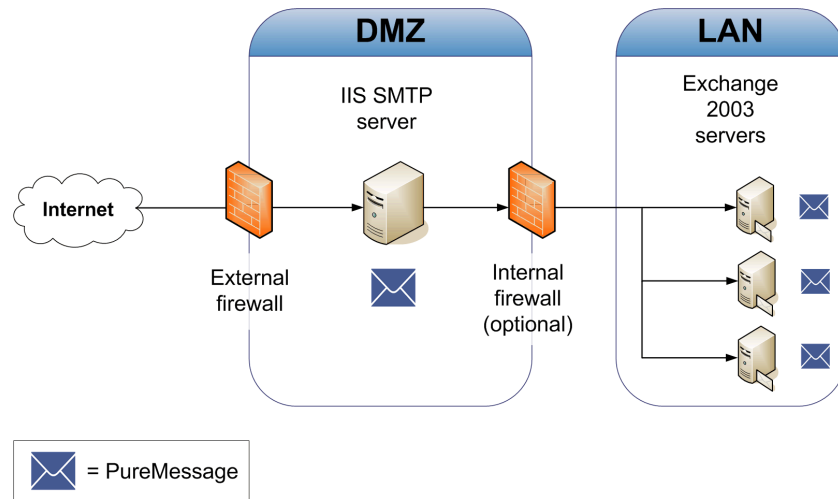 DMZ
LAN
IIS SMTP
server
Exchange
2003
servers
Internet
External
firewall
Internal
firewall
(optional)
= PureMessage